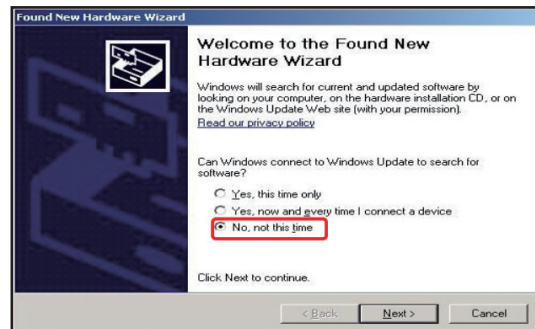 Found New Hardware Wizard
Welcome to the Found New
Hardware Wizard
Windows will search for current and updated software by
looking on your computer, on the hardware installation CD, or on
the Windows Update Web site (with your permission).
Read our privacy policy
Can Windows connect to Windows Update to search for
software?
Yes, this time only
Yes, now and every time I connect a device
No, not this time
Click Next to continue.
< Back
Next >
Cancel